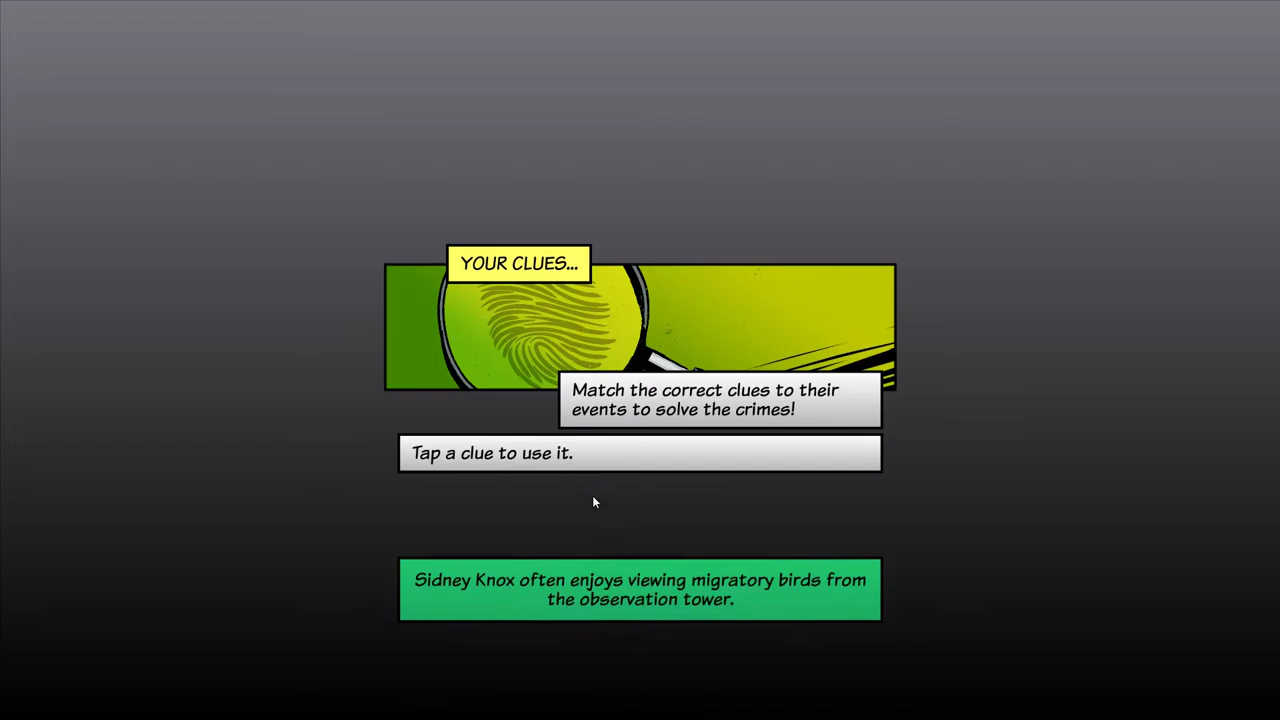 YOUR CLUES...
Match the correct clues to their
events to solve the crimes!
Tap a clue to use it.
Sidney Knox often enjoys viewing migratory birds from
the observation tower.